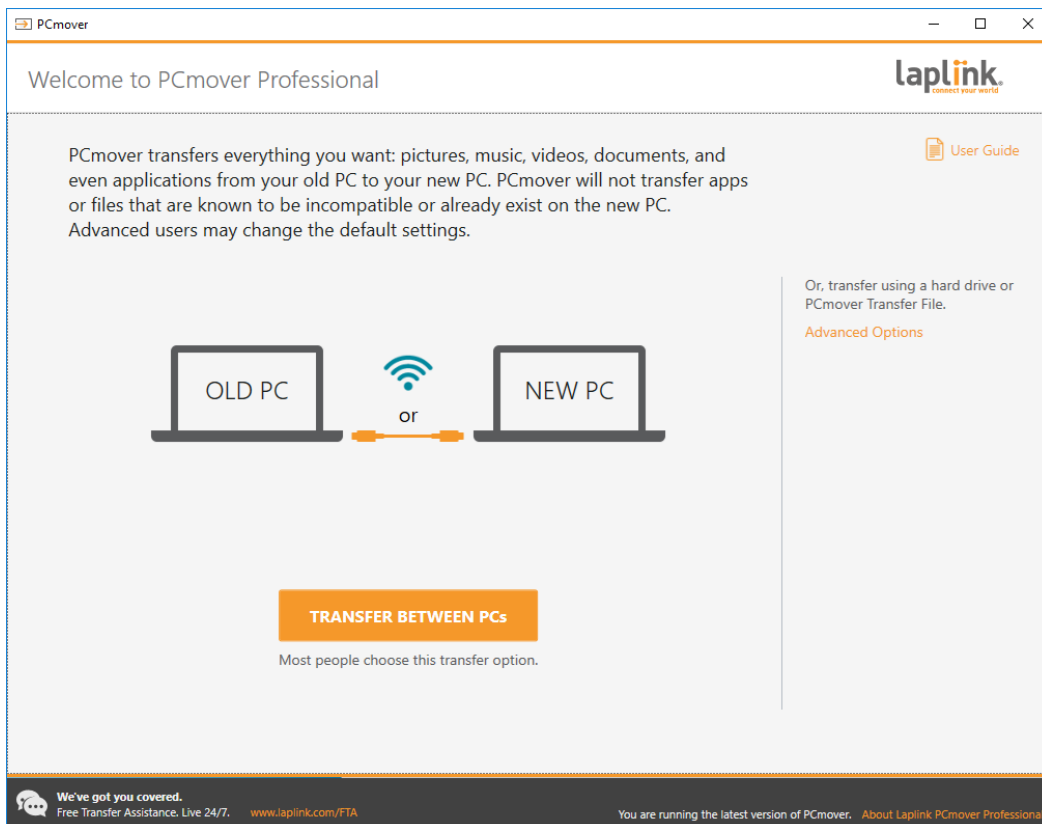 PCmover
Welcome to PCmover Professional
laplink.
connect your world
PCmover transfers everything you want: pictures, music, videos, documents, and
even applications from your old PC to your new PC. PCmover will not transfer apps
or files that are known to be incompatible or already exist on the new PC.
Advanced users may change the default settings.
User Guide
Or, transfer using a hard drive or
PCmover Transfer File.
Advanced Options
OLD PC
or
NEW PC
TRANSFER BETWEEN PCs
Most people choose this transfer option.
We've got you covered.
Free Transfer Assistance. Live 24/7. www.laplink.com/FTA
You are running the latest version of PCmover. About Laplink PCmover Professional